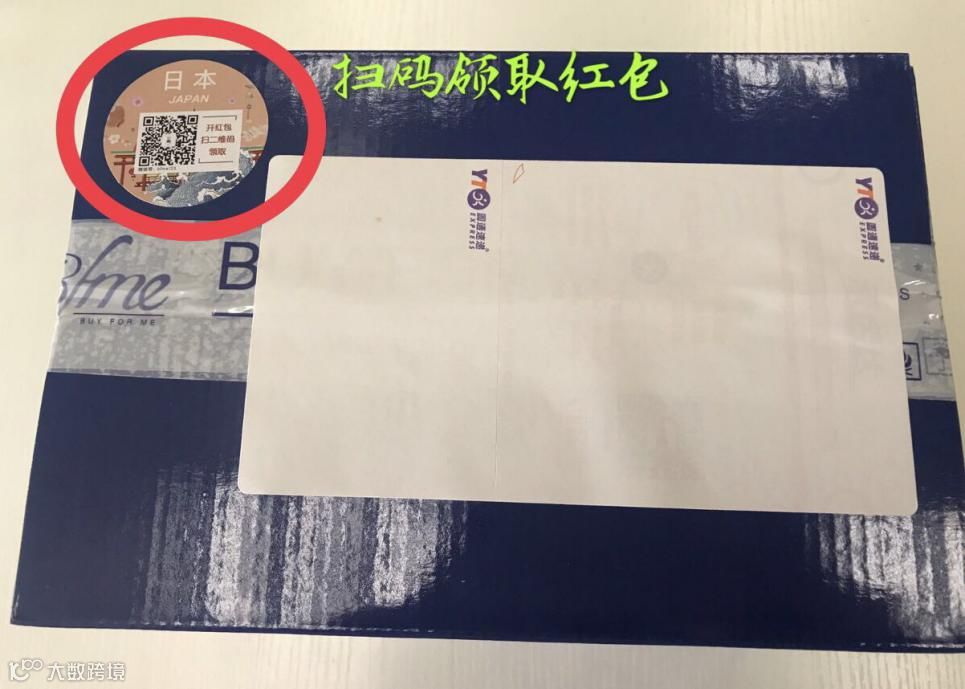 扫码领取红包
日本
JAPAN
开红包
扫二维码
领取
YTO
圆通速递
EXPRESS
YTO
圆通速递
EXPRESS
Bfme
BUY FOR ME
B
S
大数跨境